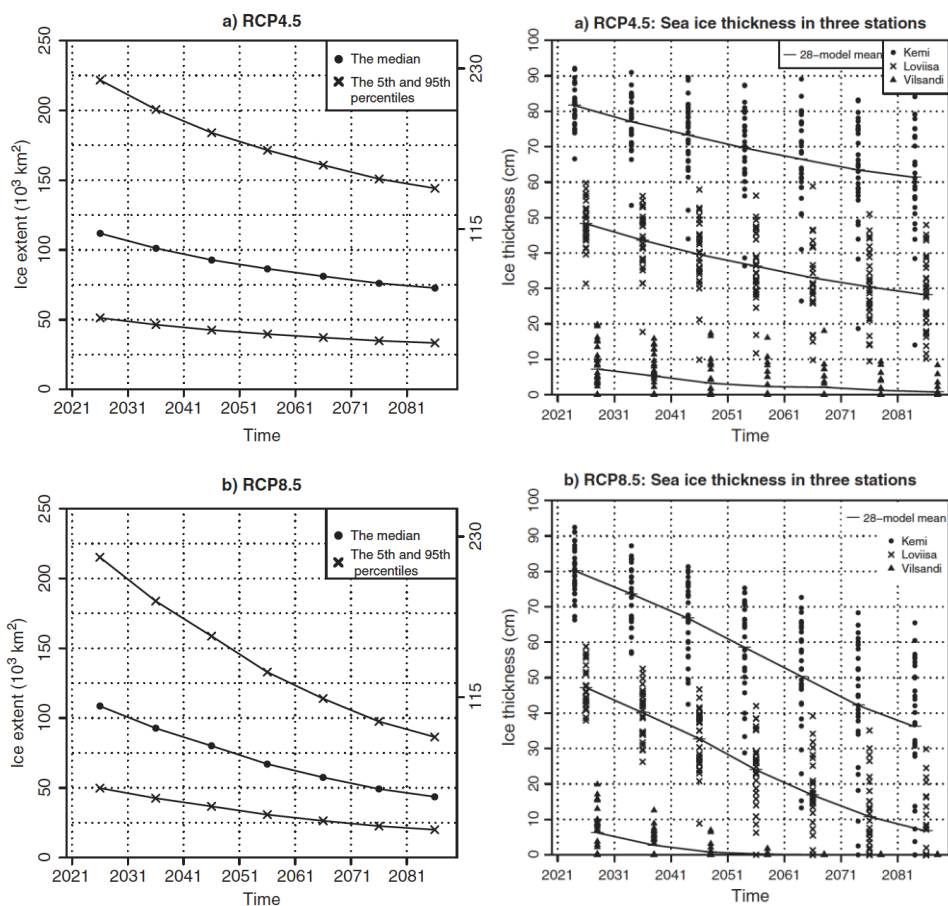 a) RCP4.5
250
200
150
100
50
0
Ice extent (10³ km²)
The median
The 5th and 95th
percentiles
230
115
2021 2031 2041 2051 2061 2071 2081
Time
a) RCP4.5: Sea ice thickness in three stations
100
90
80
70
60
50
40
30
20
10
0
Ice thickness (cm)
28−model mean
Kemi
Loviisa
Vilsandi
2021 2031 2041 2051 2061 2071 2081
Time
b) RCP8.5
250
200
150
100
50
0
Ice extent (10³ km²)
The median
The 5th and 95th
percentiles
230
115
2021 2031 2041 2051 2061 2071 2081
Time
b) RCP8.5: Sea ice thickness in three stations
100
90
80
70
60
50
40
30
20
10
0
Ice thickness (cm)
28−model mean
Kemi
Loviisa
Vilsandi
2021 2031 2041 2051 2061 2071 2081
Time